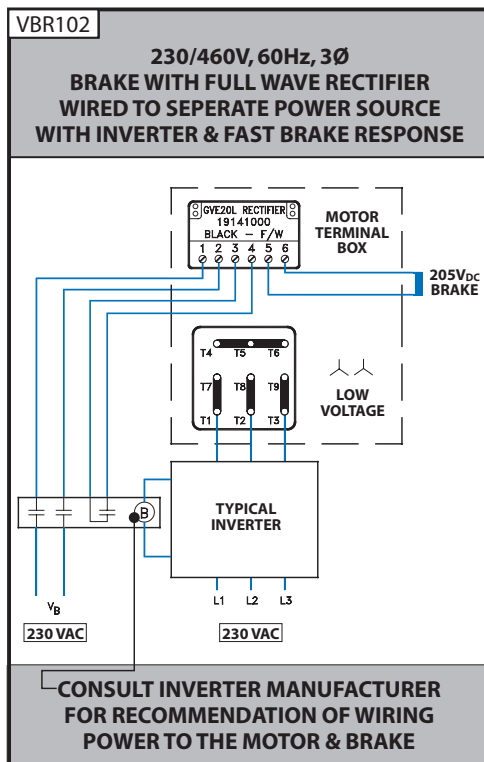 VBR102
230/460V, 60Hz, 3Ø
BRAKE WITH FULL WAVE RECTIFIER
WIRED TO SEPERATE POWER SOURCE
WITH INVERTER & FAST BRAKE RESPONSE
GVE20L RECTIFIER
19141000
BLACK - F/W
1 2 3 4 5 6
MOTOR
TERMINAL
BOX
205VDC
BRAKE
T4 T5 T6
T7 T8 T9
T1 T2 T3
LOW
VOLTAGE
B
TYPICAL
INVERTER
VB
L1 L2 L3
230 VAC
230 VAC
CONSULT INVERTER MANUFACTURER
FOR RECOMMENDATION OF WIRING
POWER TO THE MOTOR & BRAKE